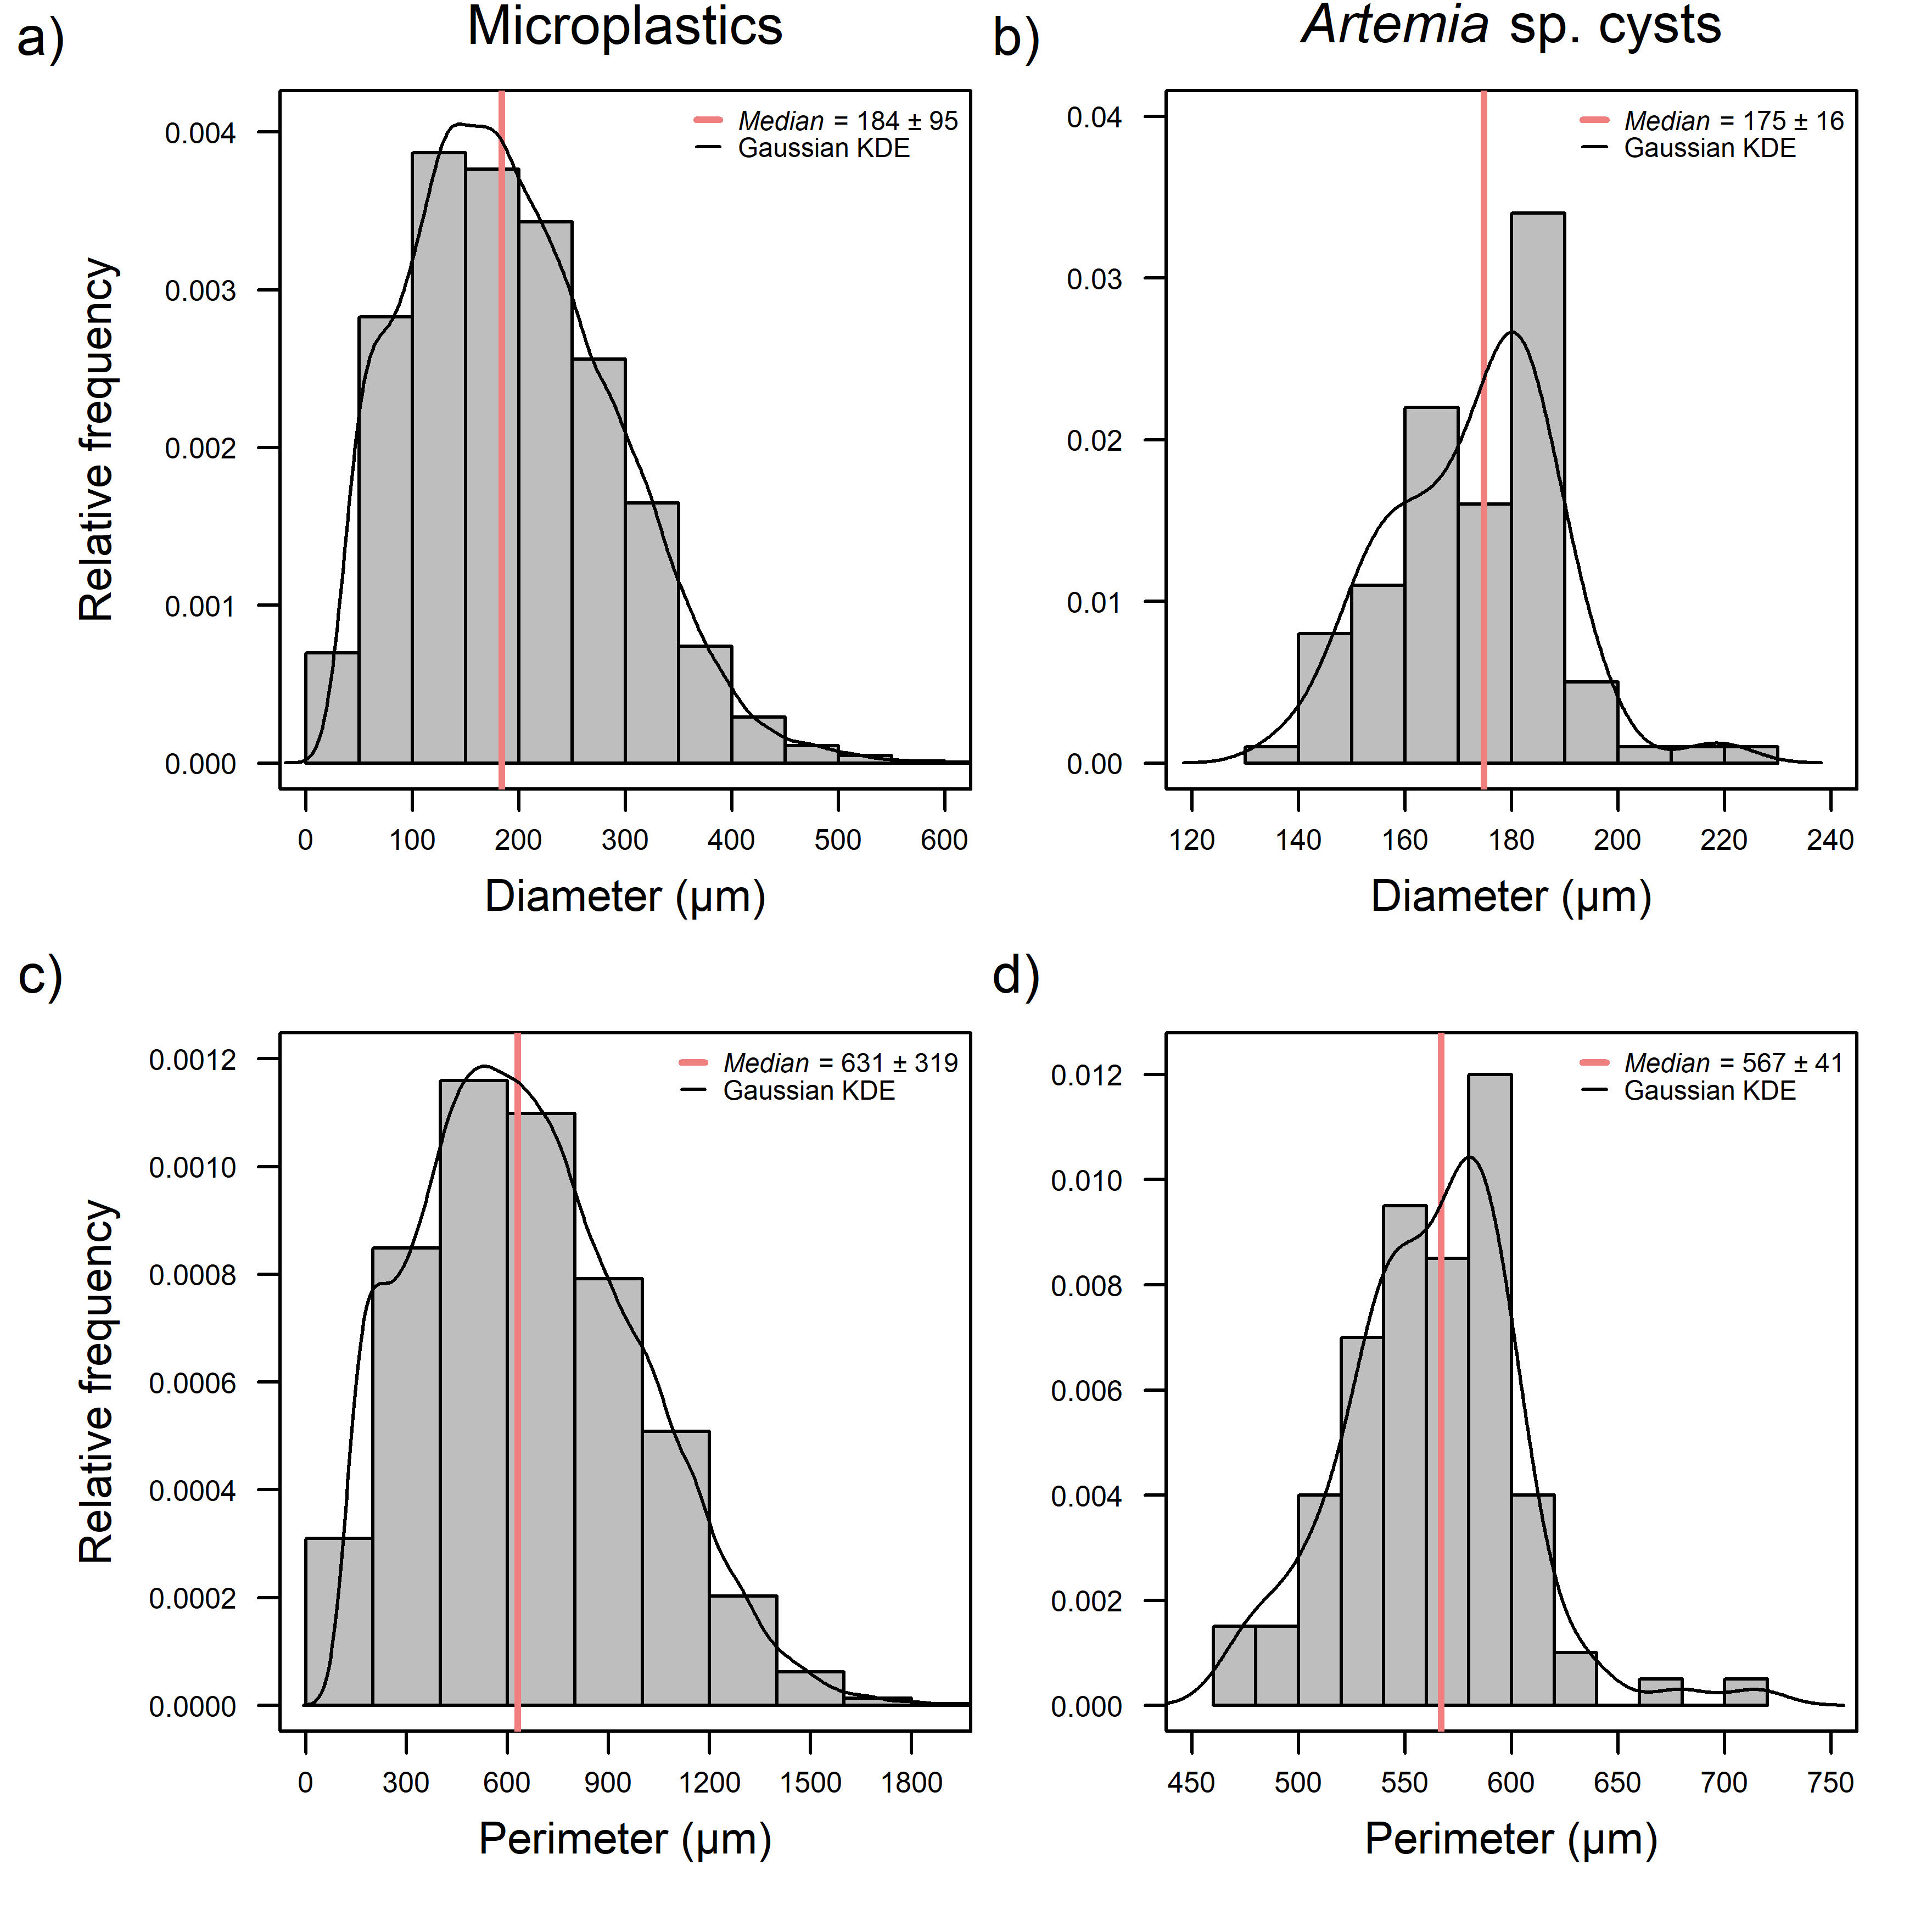 a)
Microplastics
Median = 184 ± 95
Gaussian KDE
Relative frequency
0.004
0.003
0.002
0.001
0.000
0 100 200 300 400 500 600
Diameter (µm)
b)
Artemia sp. cysts
Median = 175 ± 16
Gaussian KDE
0.04
0.03
0.02
0.01
0.00
120 140 160 180 200 220 240
Diameter (µm)
c)
Median = 631 ± 319
Gaussian KDE
Relative frequency
0.0012
0.0010
0.0008
0.0006
0.0004
0.0002
0.0000
0 300 600 900 1200 1500 1800
Perimeter (µm)
d)
Median = 567 ± 41
Gaussian KDE
0.012
0.010
0.008
0.006
0.004
0.002
0.000
450 500 550 600 650 700 750
Perimeter (µm)